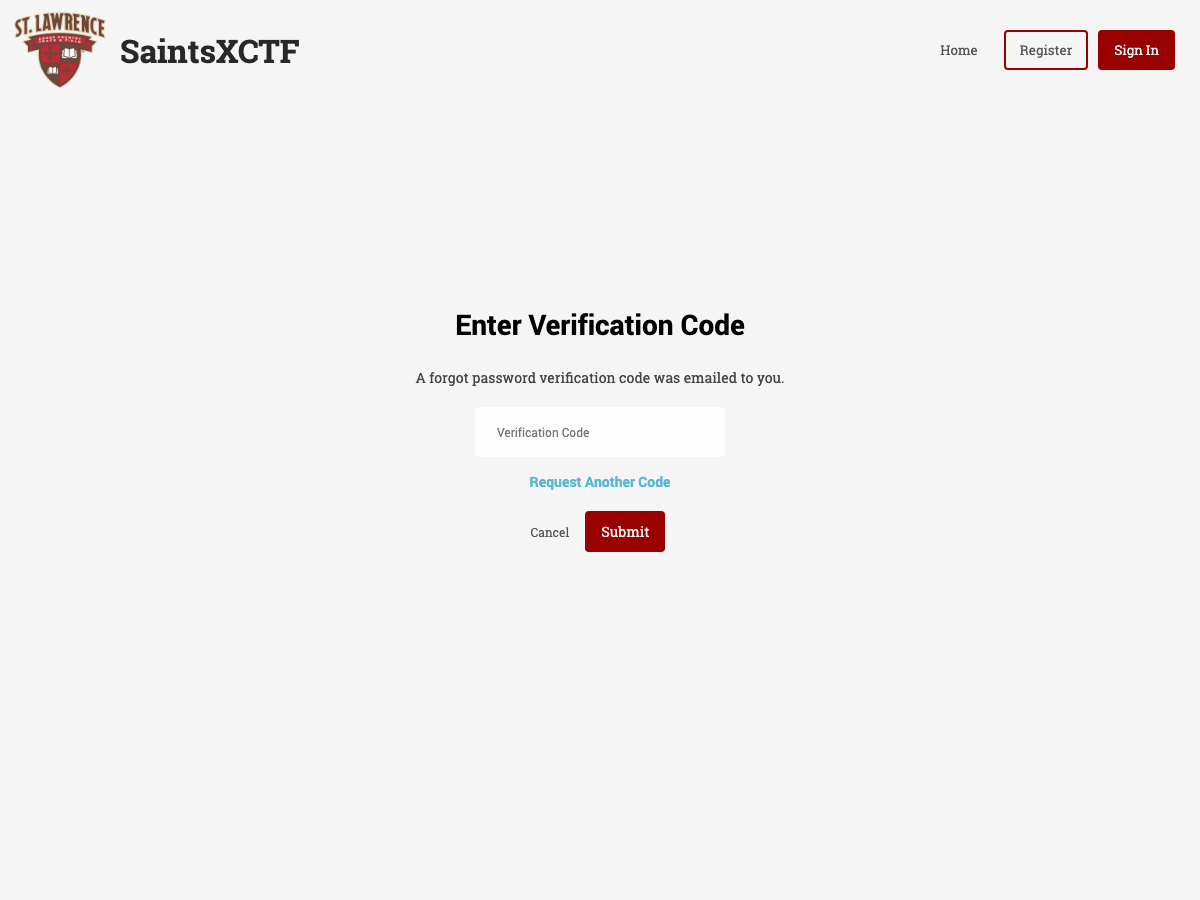 ST. LAWRENCE
SaintsXCTF
Home
Register
Sign In
Enter Verification Code
A forgot password verification code was emailed to you.
Verification Code
Request Another Code
Cancel
Submit